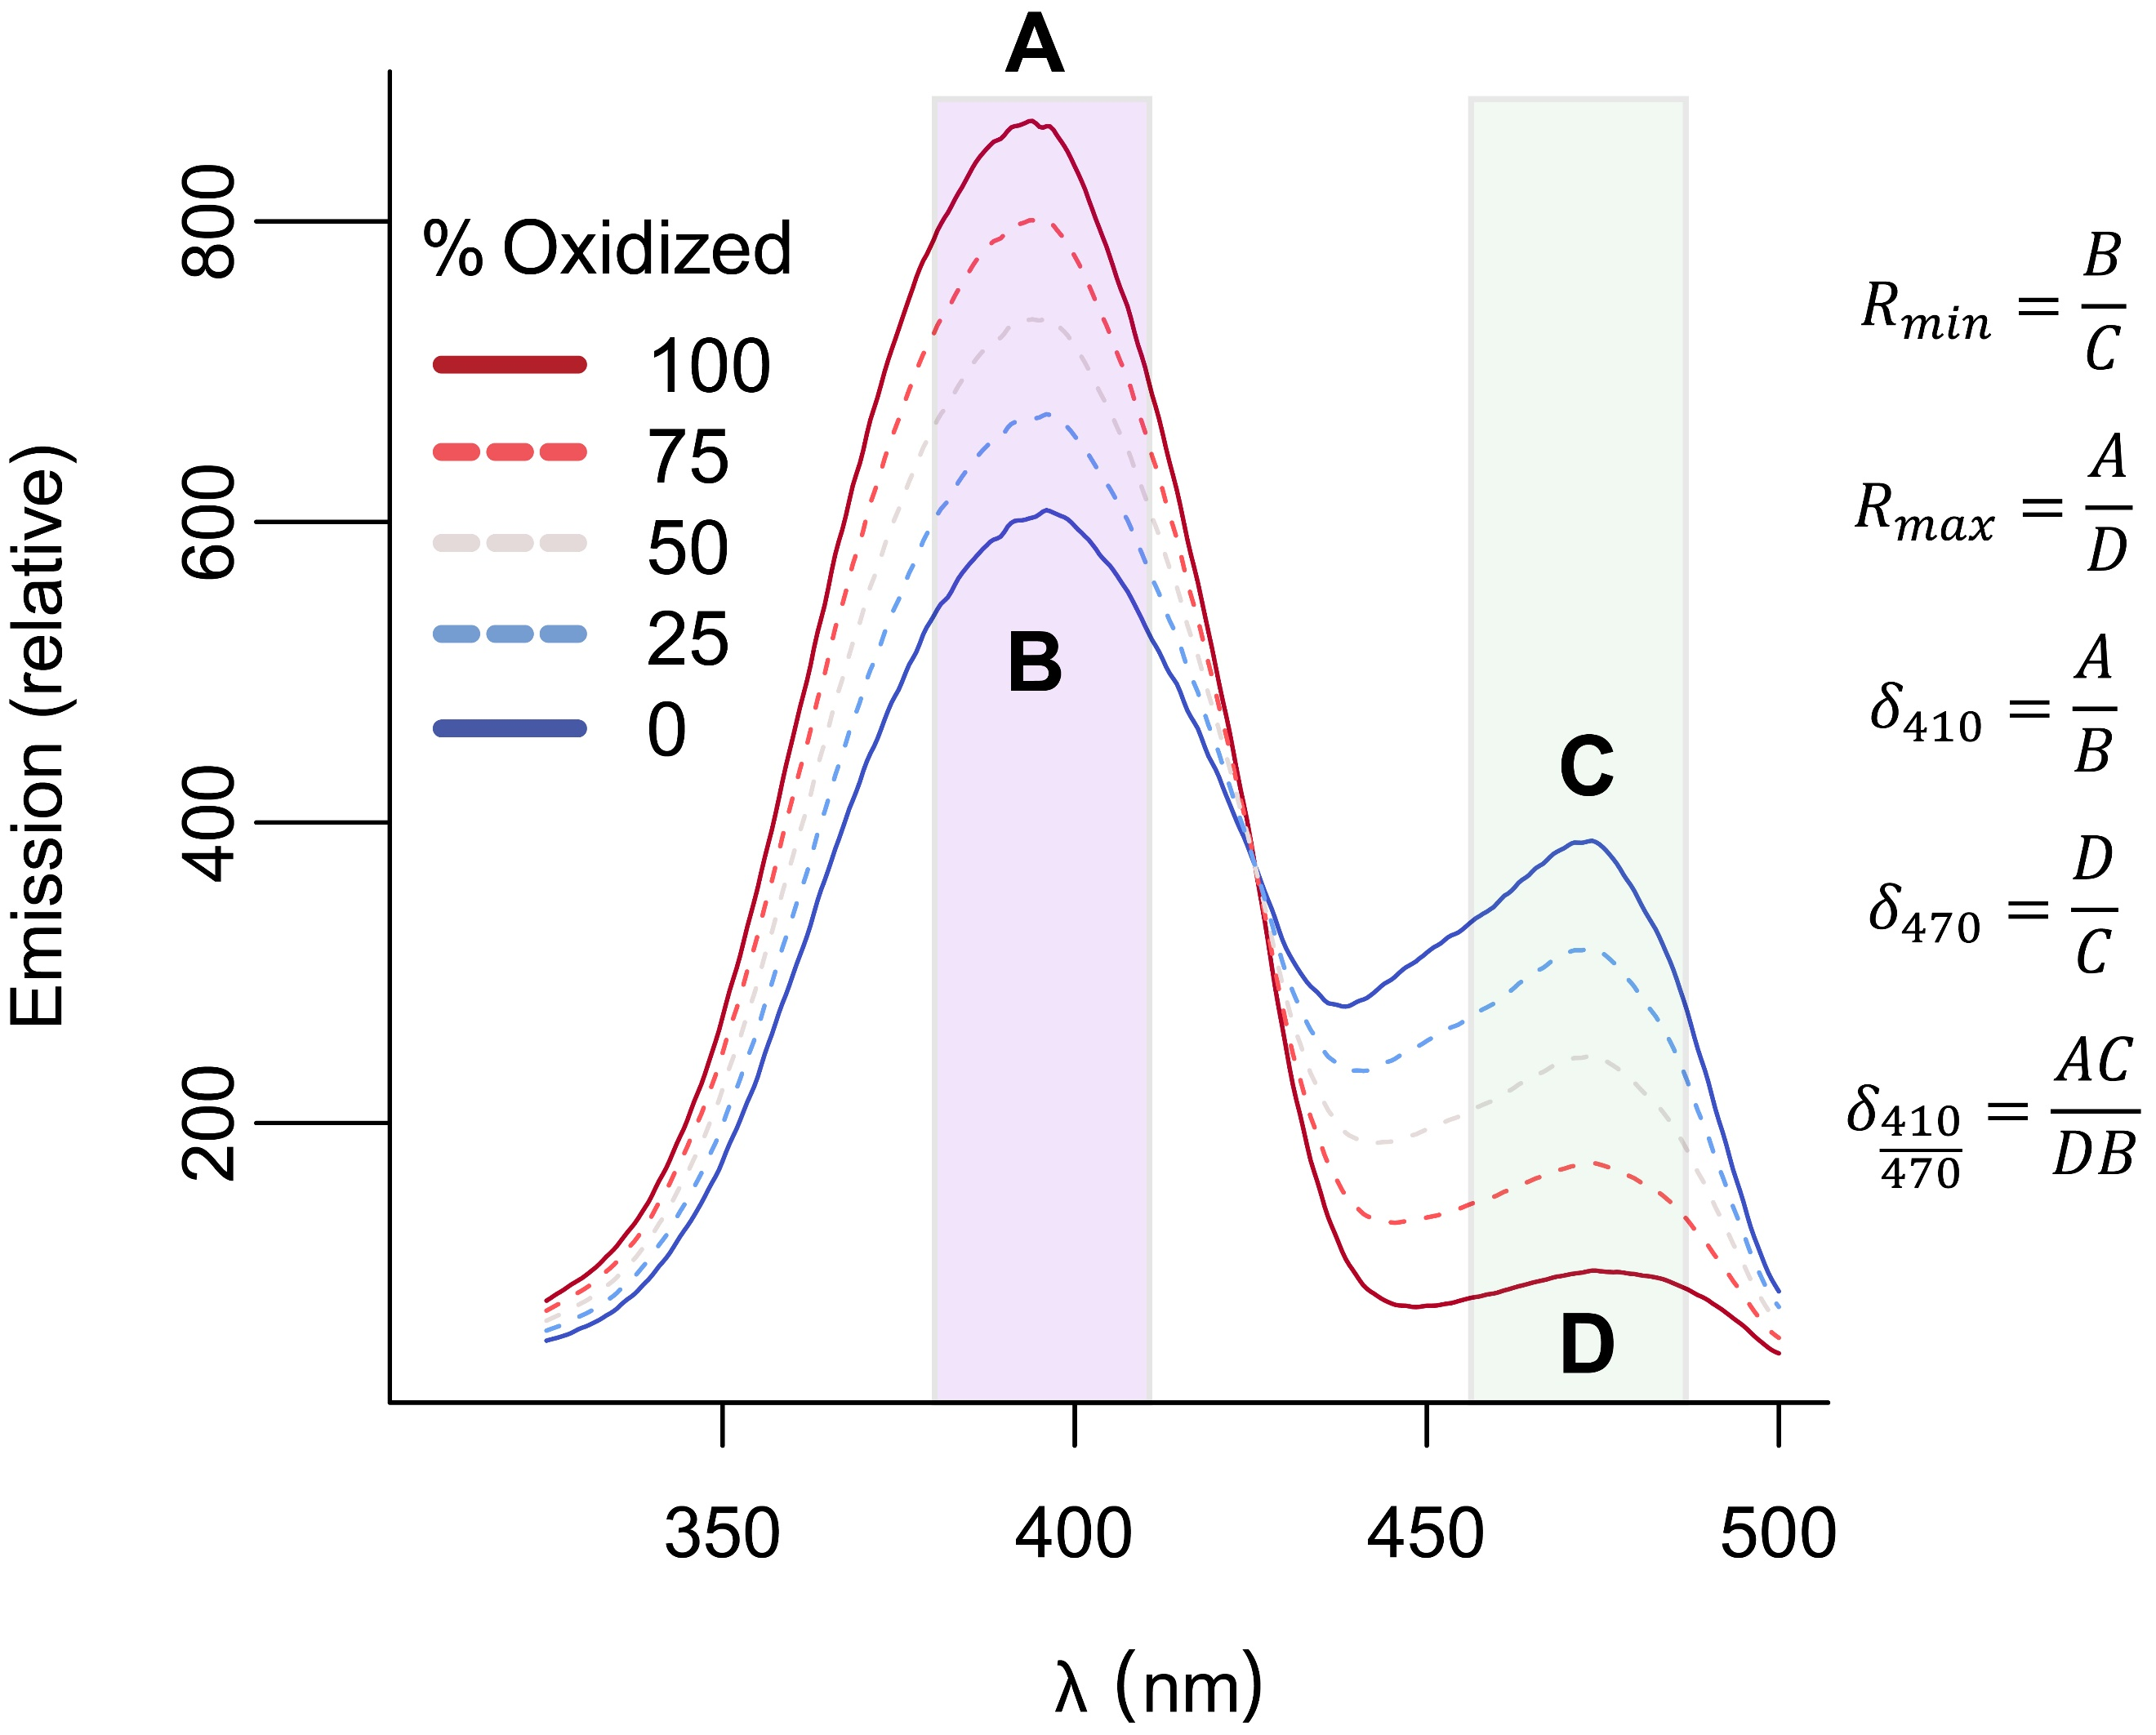 A
800
600
400
200
Emission (relative)
% Oxidized
100
75
50
25
0
B
C
D
350
400
450
500
λ (nm)
R_min = B/C
R_max = A/D
δ_410 = A/B
δ_470 = D/C
δ_410/470 = AC/DB